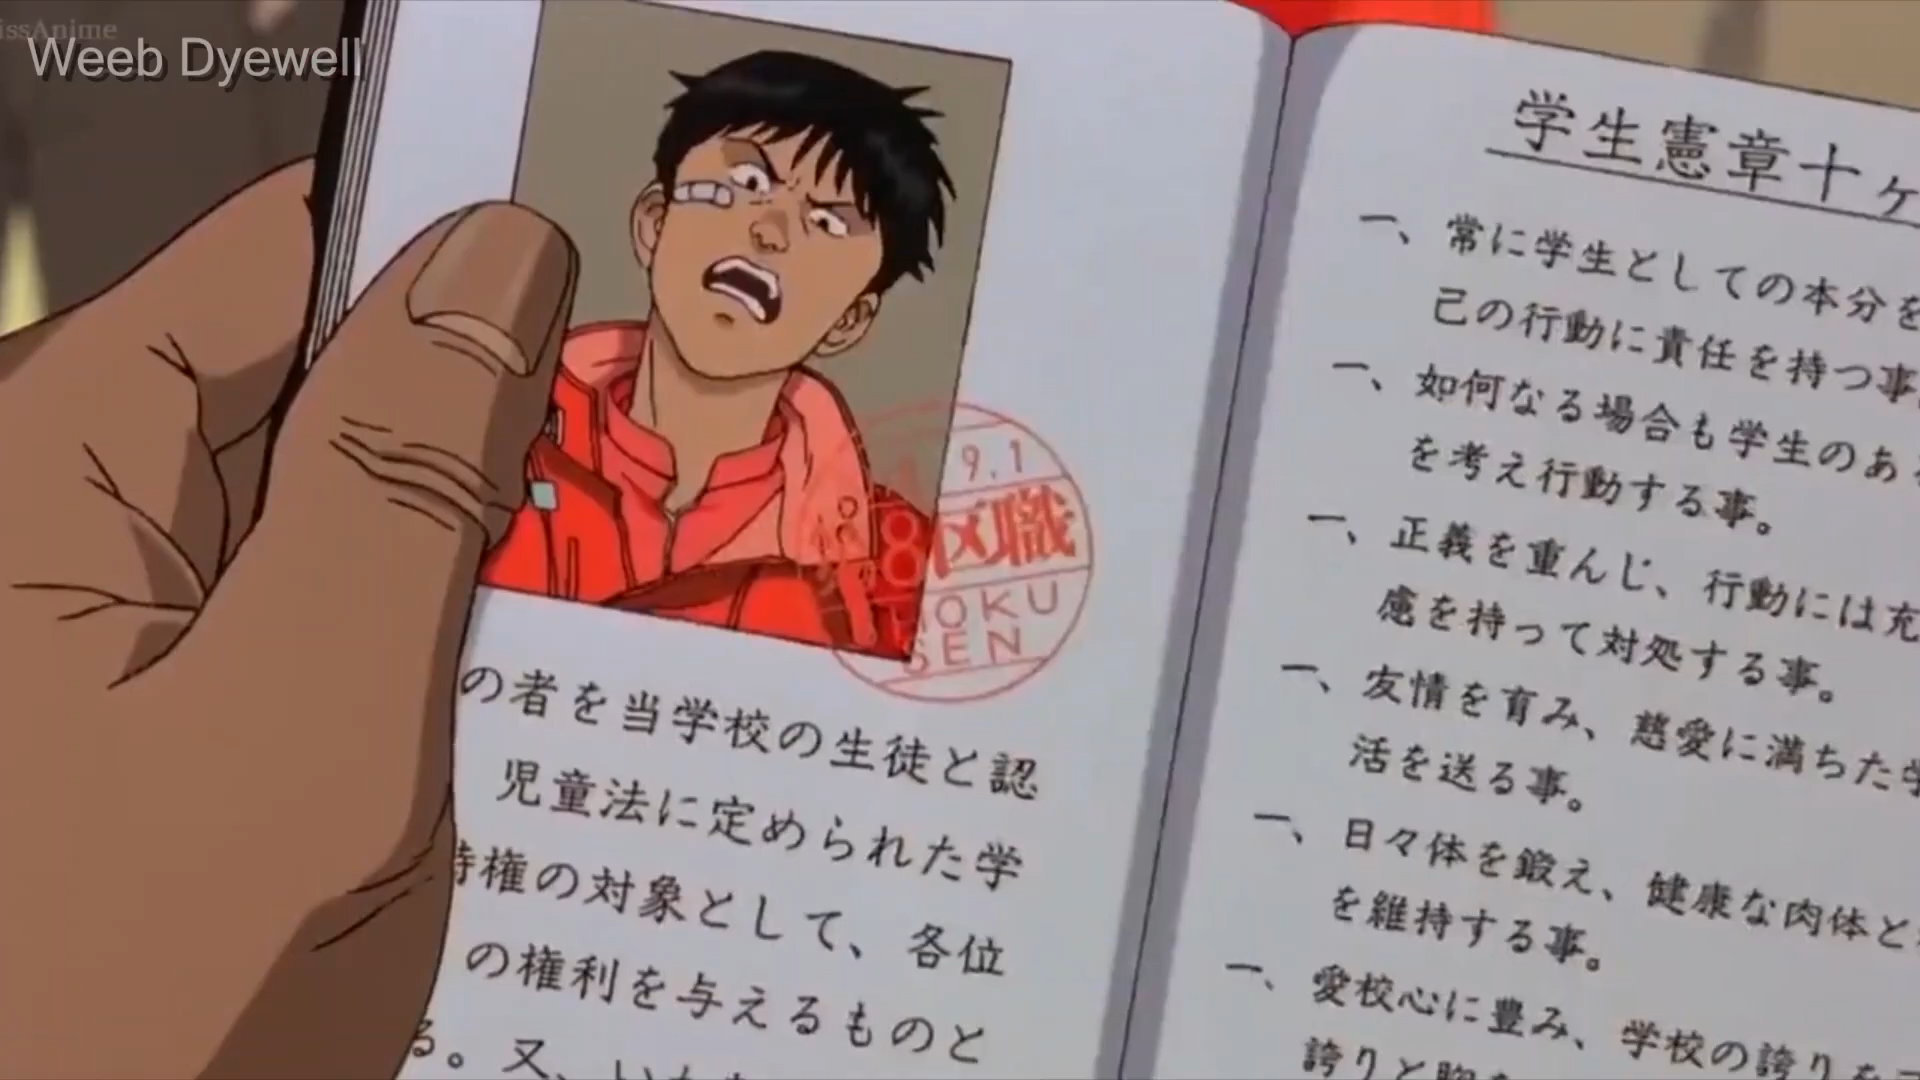 issAnime
Weeb Dyewell
9.1
8区職
HOKU
SEN
の者を当学校の生徒と認
児童法に定められた学
特権の対象として、各位
の権利を与えるものと
る。又、
学生憲章十ヶ
一、常に学生としての本分を
己の行動に責任を持つ事
一、如何なる場合も学生のあ
を考え行動する事。
一、正義を重んじ、行動には充
慮を持って対処する事。
一、友情を育み、慈愛に満ちた学
活を送る事。
一、日々体を鍛え、健康な肉体と
を維持する事。
一、愛校心に豊み、学校の誇りを
誇りと胸